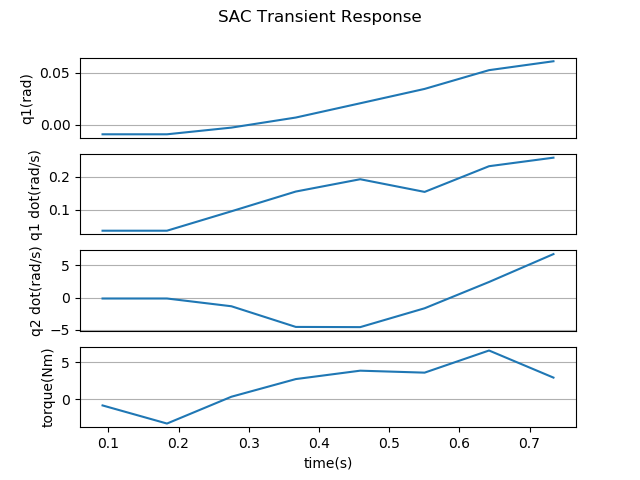 SAC Transient Response
q1(rad)
0.05
0.00
q1 dot(rad/s)
0.2
0.1
q2 dot(rad/s)
5
0
−5
torque(Nm)
5
0
0.1 0.2 0.3 0.4 0.5 0.6 0.7
time(s)